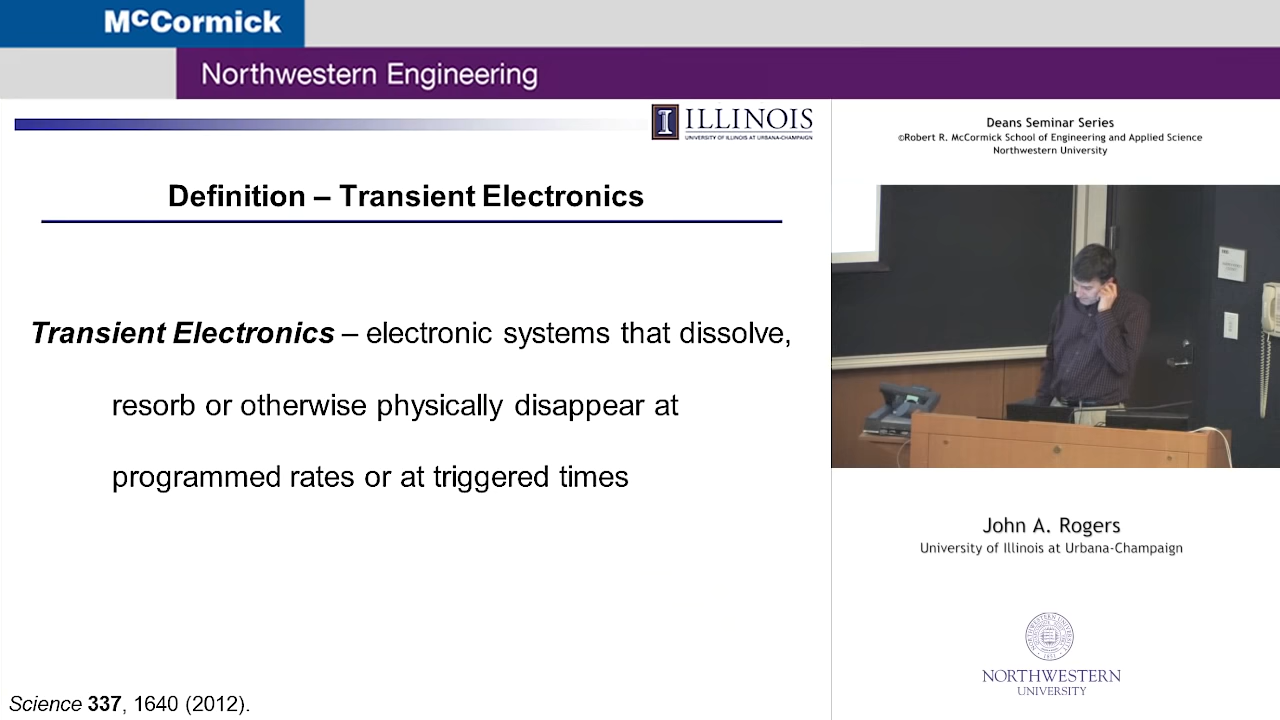 McCormick
Northwestern Engineering
ILLINOIS
UNIVERSITY OF ILLINOIS AT URBANA-CHAMPAIGN
Definition – Transient Electronics
Transient Electronics – electronic systems that dissolve,
resorb or otherwise physically disappear at
programmed rates or at triggered times
Science 337, 1640 (2012).
Deans Seminar Series
©Robert R. McCormick School of Engineering and Applied Science
Northwestern University
John A. Rogers
University of Illinois at Urbana-Champaign
NORTHWESTERN
UNIVERSITY